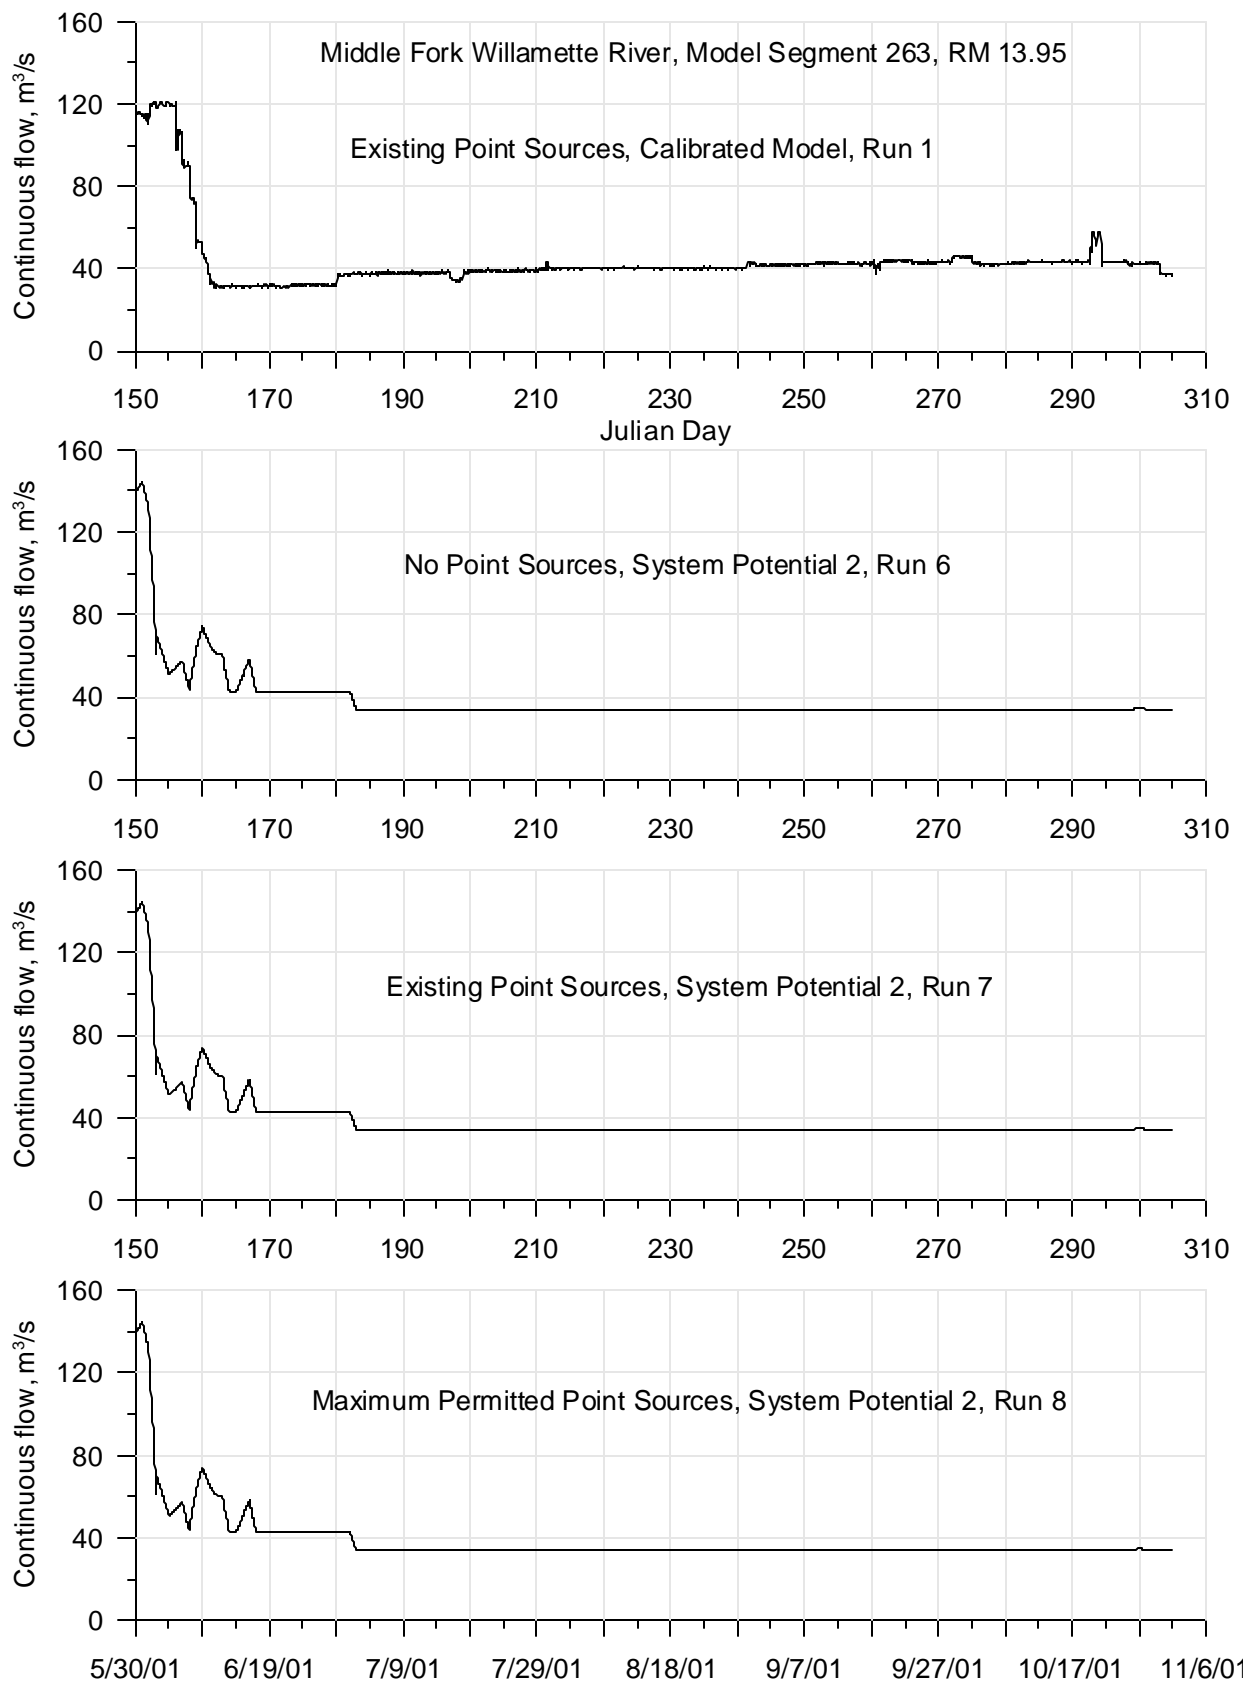 Middle Fork Willamette River, Model Segment 263, RM 13.95
Existing Point Sources, Calibrated Model, Run 1
Continuous flow, m³/s
160
120
80
40
0
150 170 190 210 230 250 270 290 310
Julian Day
No Point Sources, System Potential 2, Run 6
Continuous flow, m³/s
160
120
80
40
0
150 170 190 210 230 250 270 290 310
Existing Point Sources, System Potential 2, Run 7
Continuous flow, m³/s
160
120
80
40
0
150 170 190 210 230 250 270 290 310
Maximum Permitted Point Sources, System Potential 2, Run 8
Continuous flow, m³/s
160
120
80
40
0
5/30/01 6/19/01 7/9/01 7/29/01 8/18/01 9/7/01 9/27/01 10/17/01 11/6/01